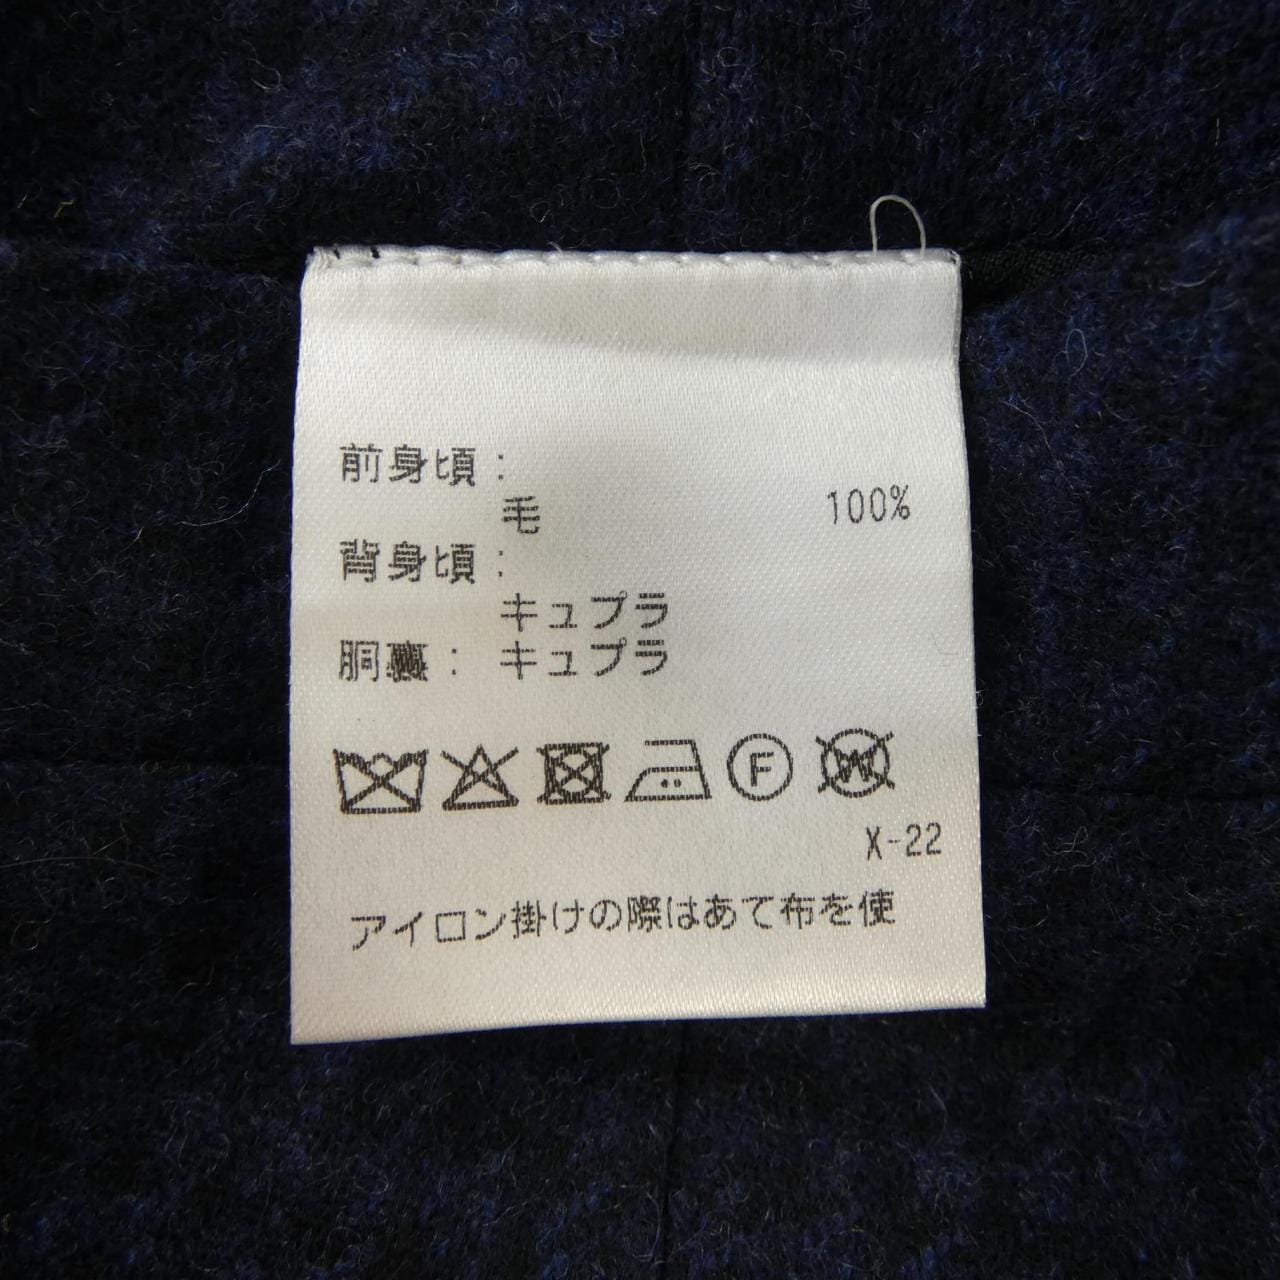 前身頃：
毛 100%
背身頃：
キュプラ
胴裏： キュプラ
F W
X-22
アイロン掛けの際はあて布を使